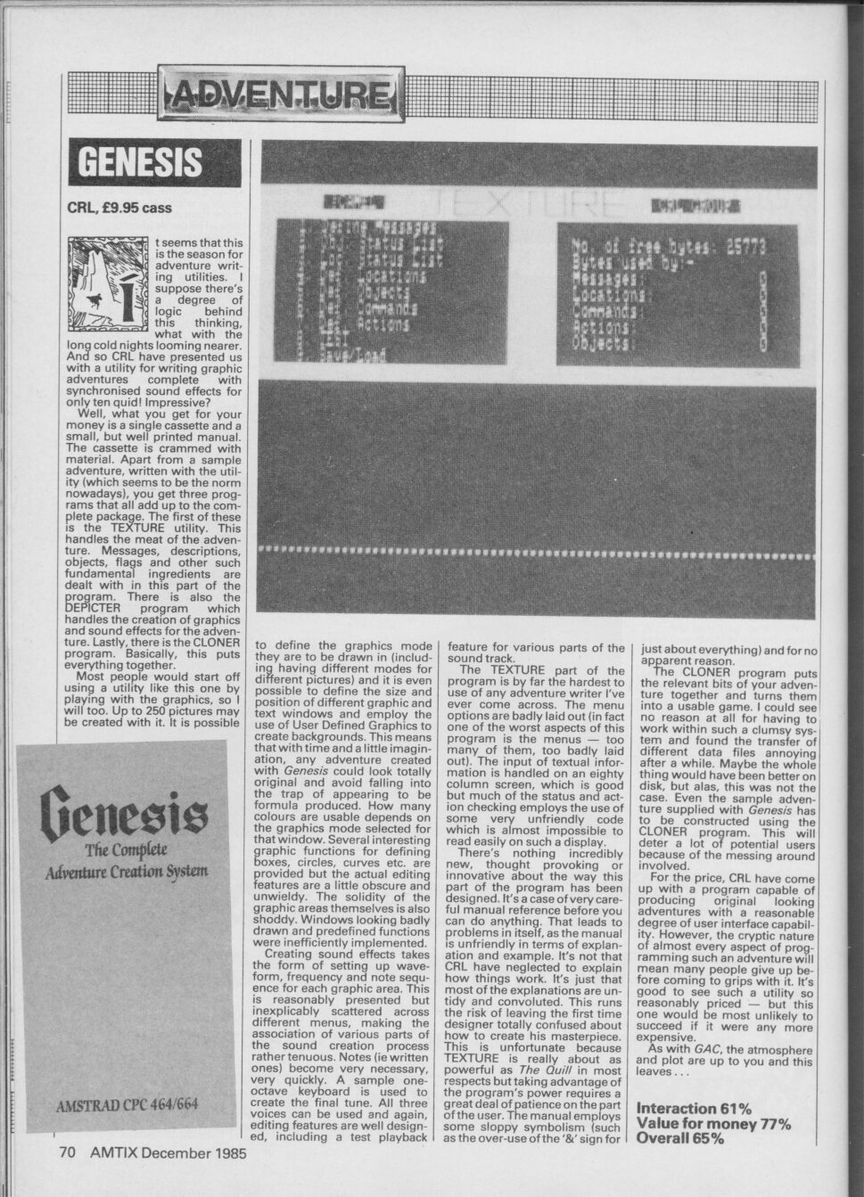 ADVENTURE
GENESIS
CRL, £9.95 cass
It seems that this
is the season for
adventure writ-
ing utilities. I
suppose there's
a degree of
logic behind
this thinking,
what with the
long cold nights looming nearer.
And so CRL have presented us
with a utility for writing graphic
adventures complete with
synchronised sound effects for
only ten quid! Impressive?
Well, what you get for your
money is a single cassette and a
small, but well printed manual.
The cassette is crammed with
material. Apart from a sample
adventure, written with the util-
ity (which seems to be the norm
nowadays), you get three prog-
rams that all add up to the com-
plete package. The first of these
is the TEXTURE utility. This
handles the meat of the adven-
ture. Messages, descriptions,
objects, flags and other such
fundamental ingredients are
dealt with in this part of the
program. There is also the
DEPICTER program which
handles the creation of graphics
and sound effects for the adven-
ture. Lastly, there is the CLONER
program. Basically, this puts
everything together.
Most people would start off
using a utility like this one by
playing with the graphics, so I
will too. Up to 250 pictures may
be created with it. It is possible
Genesis
The Complete
Adventure Creation System
AMSTRAD CPC 464/664
TEXTURE
CRL GROUP
Messages
Status List
Status List
Locations
Objects
Commands
Actions
Save/Load
No. of free bytes: 25773
Bytes used by:-
Messages: 0
Locations: 0
Commands: 0
Actions: 0
Objects: 0
to define the graphics mode
they are to be drawn in (includ-
ing having different modes for
different pictures) and it is even
possible to define the size and
position of different graphic and
text windows and employ the
use of User Defined Graphics to
create backgrounds. This means
that with time and a little imagin-
ation, any adventure created
with Genesis could look totally
original and avoid falling into
the trap of appearing to be
formula produced. How many
colours are usable depends on
the graphics mode selected for
that window. Several interesting
graphic functions for defining
boxes, circles, curves etc. are
provided but the actual editing
features are a little obscure and
unwieldy. The solidity of the
graphic areas themselves is also
shoddy. Windows looking badly
drawn and predefined functions
were inefficiently implemented.
Creating sound effects takes
the form of setting up wave-
form, frequency and note sequ-
ence for each graphic area. This
is reasonably presented but
inexplicably scattered across
different menus, making the
association of various parts of
the sound creation process
rather tenuous. Notes (ie written
ones) become very necessary,
very quickly. A sample one-
octave keyboard is used to
create the final tune. All three
voices can be used and again,
editing features are well design-
ed, including a test playback
feature for various parts of the
sound track.
The TEXTURE part of the
program is by far the hardest to
use of any adventure writer I've
ever come across. The menu
options are badly laid out (in fact
one of the worst aspects of this
program is the menus — too
many of them, too badly laid
out). The input of textual infor-
mation is handled on an eighty
column screen, which is good
but much of the status and act-
ion checking employs the use of
some very unfriendly code
which is almost impossible to
read easily on such a display.
There's nothing incredibly
new, thought provoking or
innovative about the way this
part of the program has been
designed. It's a case of very care-
ful manual reference before you
can do anything. That leads to
problems in itself, as the manual
is unfriendly in terms of explan-
ation and example. It's not that
CRL have neglected to explain
how things work. It's just that
most of the explanations are un-
tidy and convoluted. This runs
the risk of leaving the first time
designer totally confused about
how to create his masterpiece.
This is unfortunate because
TEXTURE is really about as
powerful as The Quill in most
respects but taking advantage of
the program's power requires a
great deal of patience on the part
of the user. The manual employs
some sloppy symbolism (such
as the over-use of the '&' sign for
just about everything) and for no
apparent reason.
The CLONER program puts
the relevant bits of your adven-
ture together and turns them
into a usable game. I could see
no reason at all for having to
work within such a clumsy sys-
tem and found the transfer of
different data files annoying
after a while. Maybe the whole
thing would have been better on
disk, but alas, this was not the
case. Even the sample adven-
ture supplied with Genesis has
to be constructed using the
CLONER program. This will
deter a lot of potential users
because of the messing around
involved.
For the price, CRL have come
up with a program capable of
producing original looking
adventures with a reasonable
degree of user interface capabil-
ity. However, the cryptic nature
of almost every aspect of prog-
ramming such an adventure will
mean many people give up be-
fore coming to grips with it. It's
good to see such a utility so
reasonably priced — but this
one would be most unlikely to
succeed if it were any more
expensive.
As with GAC, the atmosphere
and plot are up to you and this
leaves . . .
Interaction 61%
Value for money 77%
Overall 65%
70 AMTIX December 1985